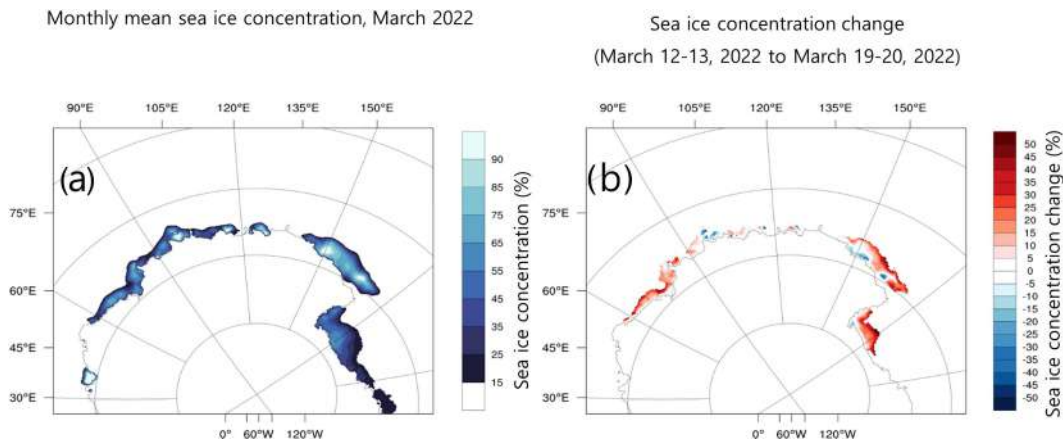 Monthly mean sea ice concentration, March 2022
Sea ice concentration change
(March 12-13, 2022 to March 19-20, 2022)
90°E 105°E 120°E 135°E 150°E
(a)
75°E
60°E
45°E
30°E
0° 60°W 120°W
90
85
75
65
55
45
35
25
15
Sea ice concentration (%)
90°E 105°E 120°E 135°E 150°E
(b)
75°E
60°E
45°E
30°E
0° 60°W 120°W
50
45
40
35
30
25
20
15
10
5
0
-5
-10
-15
-20
-25
-30
-35
-40
-45
-50
Sea ice concentration change (%)